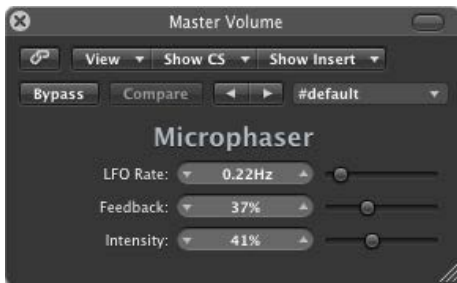 Master Volume
View Show CS Show Insert
Bypass Compare #default
Microphaser
LFO Rate: 0.22Hz
Feedback: 37%
Intensity: 41%